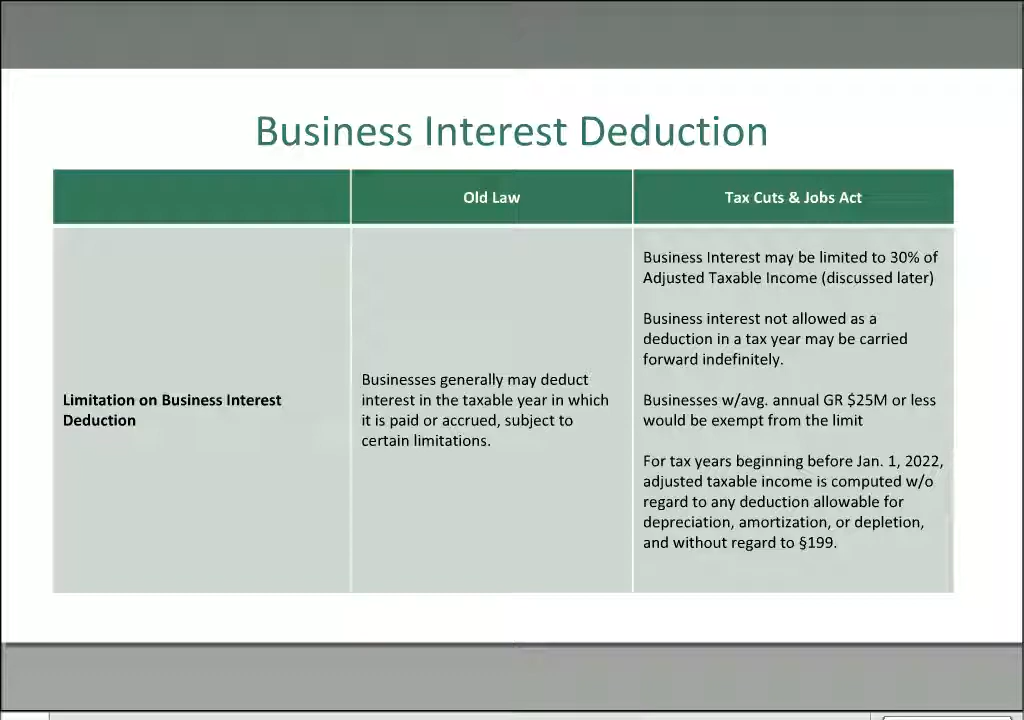 Business Interest Deduction
Old Law
Tax Cuts & Jobs Act
Limitation on Business Interest
Deduction
Businesses generally may deduct
interest in the taxable year in which
it is paid or accrued, subject to
certain limitations.
Business Interest may be limited to 30% of
Adjusted Taxable Income (discussed later)
Business interest not allowed as a
deduction in a tax year may be carried
forward indefinitely.
Businesses w/avg. annual GR $25M or less
would be exempt from the limit
For tax years beginning before Jan. 1, 2022,
adjusted taxable income is computed w/o
regard to any deduction allowable for
depreciation, amortization, or depletion,
and without regard to §199.